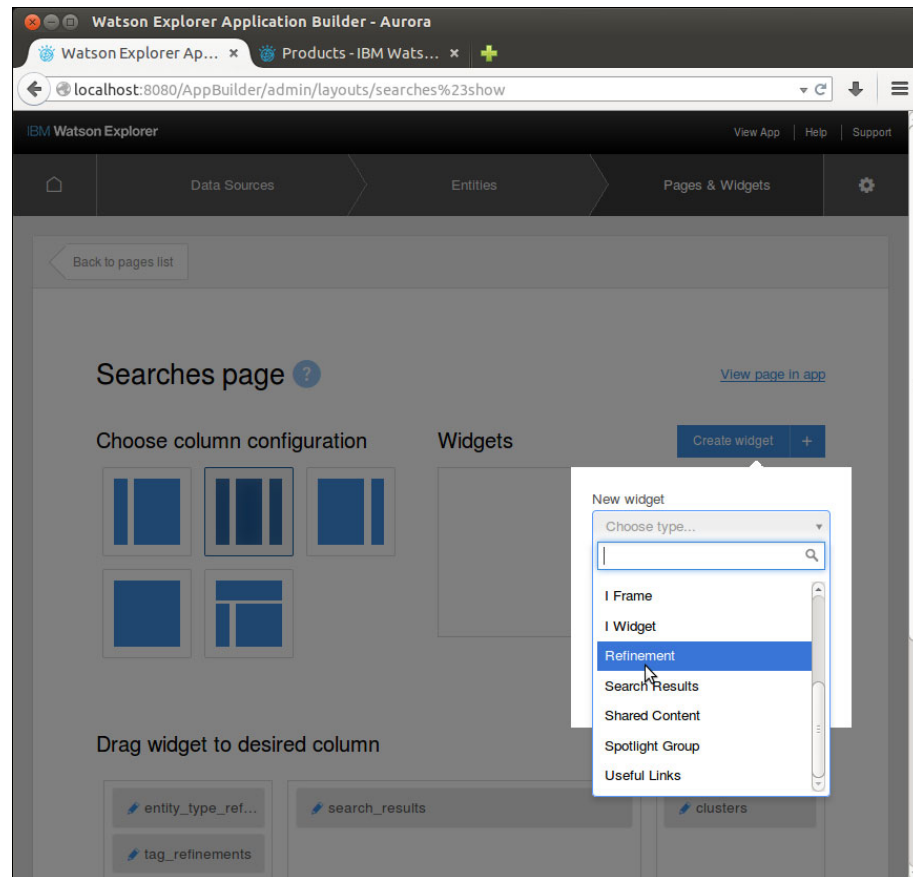 Watson Explorer Application Builder - Aurora
Watson Explorer Ap... × Products - IBM Wats... ×
localhost:8080/AppBuilder/admin/layouts/searches%23show
IBM Watson Explorer View App Help Support
Data Sources Entities Pages & Widgets
Back to pages list
Searches page ? View page in app
Choose column configuration Widgets Create widget +
New widget
Choose type...
I Frame
I Widget
Refinement
Search Results
Shared Content
Spotlight Group
Useful Links
Drag widget to desired column
entity_type_ref... search_results clusters
tag_refinements